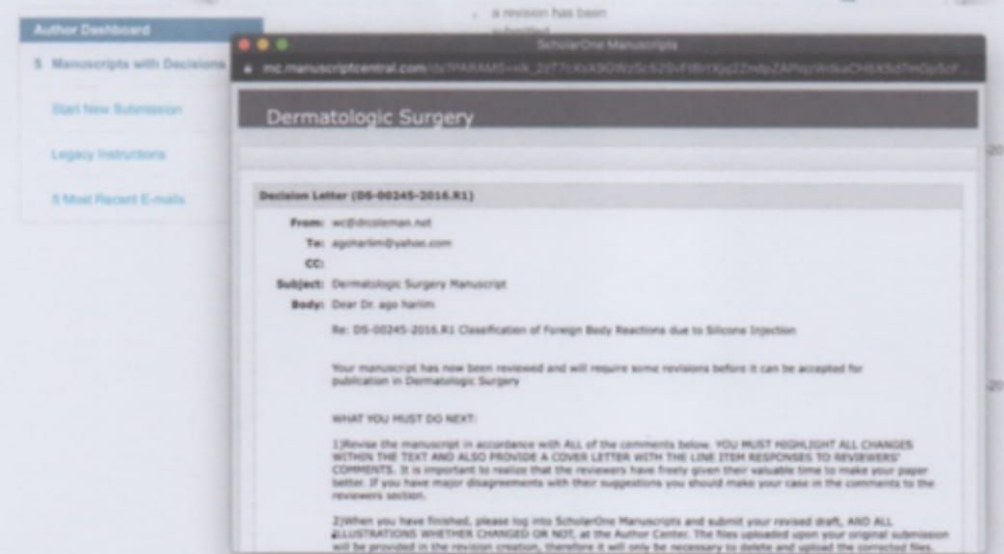 a revision has been
submitted
Author Dashboard
5 Manuscripts with Decisions
Start New Submission
Legacy Instructions
5 Most Recent E-mails
ScholarOne Manuscripts
mc.manuscriptcentral.com
Dermatologic Surgery
Decision Letter (DS-00245-2016.R1)
From: wc@drcoleman.net
To: agoharlim@yahoo.com
CC:
Subject: Dermatologic Surgery Manuscript
Body: Dear Dr. ago harlim
Re: DS-00245-2016.R1 Classification of Foreign Body Reactions due to Silicone Injection
Your manuscript has now been reviewed and will require some revisions before it can be accepted for
publication in Dermatologic Surgery
WHAT YOU MUST DO NEXT:
1)Revise the manuscript in accordance with ALL of the comments below. YOU MUST HIGHLIGHT ALL CHANGES
WITHIN THE TEXT AND ALSO PROVIDE A COVER LETTER WITH THE LINE ITEM RESPONSES TO REVIEWERS'
COMMENTS. It is important to realize that the reviewers have freely given their valuable time to make your paper
better. If you have major disagreements with their suggestions you should make your case in the comments to the
reviewers section.
2)When you have finished, please log into ScholarOne Manuscripts and submit your revised draft, AND ALL
ILLUSTRATIONS WHETHER CHANGED OR NOT, at the Author Center. The files uploaded upon your original submission
will be provided in the revision creation, therefore it will only be necessary to delete and upload the corrected files.